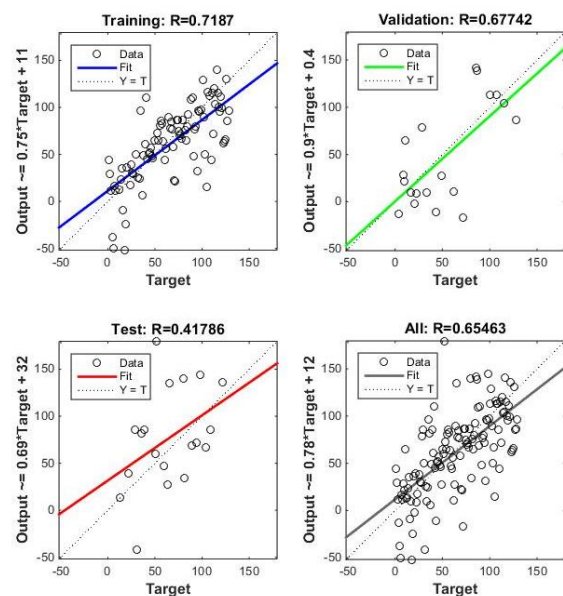 Training: R=0.7187
Output ~= 0.75*Target + 11
Data
Fit
Y = T
150
100
50
0
-50
-50 0 50 100 150
Target
Validation: R=0.67742
Output ~= 0.9*Target + 0.4
Data
Fit
Y = T
150
100
50
0
-50
-50 0 50 100 150
Target
Test: R=0.41786
Output ~= 0.69*Target + 32
Data
Fit
Y = T
150
100
50
0
-50
-50 0 50 100 150
Target
All: R=0.65463
Output ~= 0.78*Target + 12
Data
Fit
Y = T
150
100
50
0
-50
-50 0 50 100 150
Target